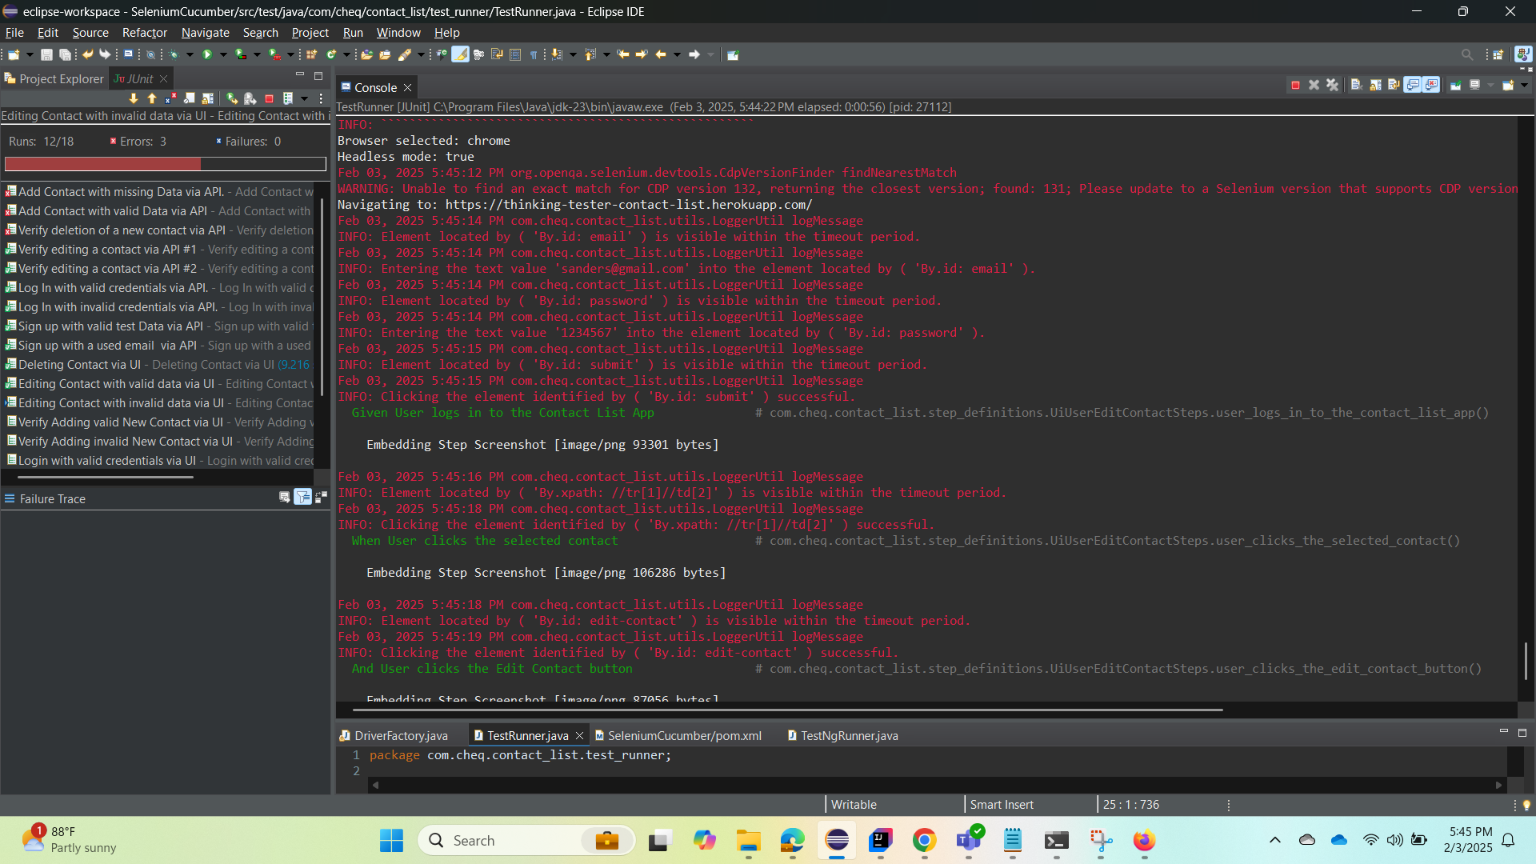 eclipse-workspace - SeleniumCucumber/src/test/java/com/cheq/contact_list/test_runner/TestRunner.java - Eclipse IDE
File Edit Source Refactor Navigate Search Project Run Window Help
Project Explorer JUnit
Editing Contact with invalid data via UI - Editing Contact with i
Runs: 12/18 Errors: 3 Failures: 0
Add Contact with missing Data via API. - Add Contact w
Add Contact with valid Data via API - Add Contact with
Verify deletion of a new contact via API - Verify deletion
Verify editing a contact via API #1 - Verify editing a cont
Verify editing a contact via API #2 - Verify editing a cont
Log In with valid credentials via API. - Log In with valid c
Log In with invalid credentials via API. - Log In with inva
Sign up with valid test Data via API - Sign up with valid
Sign up with a used email via API - Sign up with a used
Deleting Contact via UI - Deleting Contact via UI (9.216
Editing Contact with valid data via UI - Editing Contact v
Editing Contact with invalid data via UI - Editing Contac
Verify Adding valid New Contact via UI - Verify Adding v
Verify Adding invalid New Contact via UI - Verify Adding
Login with valid credentials via UI - Login with valid crec
Failure Trace
Console
TestRunner [JUnit] C:\Program Files\Java\jdk-23\bin\javaw.exe (Feb 3, 2025, 5:44:22 PM elapsed: 0:00:56) [pid: 27112]
INFO:
Browser selected: chrome
Headless mode: true
Feb 03, 2025 5:45:12 PM org.openqa.selenium.devtools.CdpVersionFinder findNearestMatch
WARNING: Unable to find an exact match for CDP version 132, returning the closest version; found: 131; Please update to a Selenium version that supports CDP version
Navigating to: https://thinking-tester-contact-list.herokuapp.com/
Feb 03, 2025 5:45:14 PM com.cheq.contact_list.utils.LoggerUtil logMessage
INFO: Element located by ( 'By.id: email' ) is visible within the timeout period.
Feb 03, 2025 5:45:14 PM com.cheq.contact_list.utils.LoggerUtil logMessage
INFO: Entering the text value 'sanders@gmail.com' into the element located by ( 'By.id: email' ).
Feb 03, 2025 5:45:14 PM com.cheq.contact_list.utils.LoggerUtil logMessage
INFO: Element located by ( 'By.id: password' ) is visible within the timeout period.
Feb 03, 2025 5:45:14 PM com.cheq.contact_list.utils.LoggerUtil logMessage
INFO: Entering the text value '1234567' into the element located by ( 'By.id: password' ).
Feb 03, 2025 5:45:15 PM com.cheq.contact_list.utils.LoggerUtil logMessage
INFO: Element located by ( 'By.id: submit' ) is visible within the timeout period.
Feb 03, 2025 5:45:15 PM com.cheq.contact_list.utils.LoggerUtil logMessage
INFO: Clicking the element identified by ( 'By.id: submit' ) successful.
Given User logs in to the Contact List App # com.cheq.contact_list.step_definitions.UiUserEditContactSteps.user_logs_in_to_the_contact_list_app()
Embedding Step Screenshot [image/png 93301 bytes]
Feb 03, 2025 5:45:16 PM com.cheq.contact_list.utils.LoggerUtil logMessage
INFO: Element located by ( 'By.xpath: //tr[1]//td[2]' ) is visible within the timeout period.
Feb 03, 2025 5:45:18 PM com.cheq.contact_list.utils.LoggerUtil logMessage
INFO: Clicking the element identified by ( 'By.xpath: //tr[1]//td[2]' ) successful.
When User clicks the selected contact # com.cheq.contact_list.step_definitions.UiUserEditContactSteps.user_clicks_the_selected_contact()
Embedding Step Screenshot [image/png 106286 bytes]
Feb 03, 2025 5:45:18 PM com.cheq.contact_list.utils.LoggerUtil logMessage
INFO: Element located by ( 'By.id: edit-contact' ) is visible within the timeout period.
Feb 03, 2025 5:45:19 PM com.cheq.contact_list.utils.LoggerUtil logMessage
INFO: Clicking the element identified by ( 'By.id: edit-contact' ) successful.
And User clicks the Edit Contact button # com.cheq.contact_list.step_definitions.UiUserEditContactSteps.user_clicks_the_edit_contact_button()
Embedding Step Screenshot [image/png 87056 bytes]
DriverFactory.java TestRunner.java SeleniumCucumber/pom.xml TestNgRunner.java
1 package com.cheq.contact_list.test_runner;
2
Writable Smart Insert 25 : 1 : 736
1 88°F
Partly sunny
Search
5:45 PM
2/3/2025